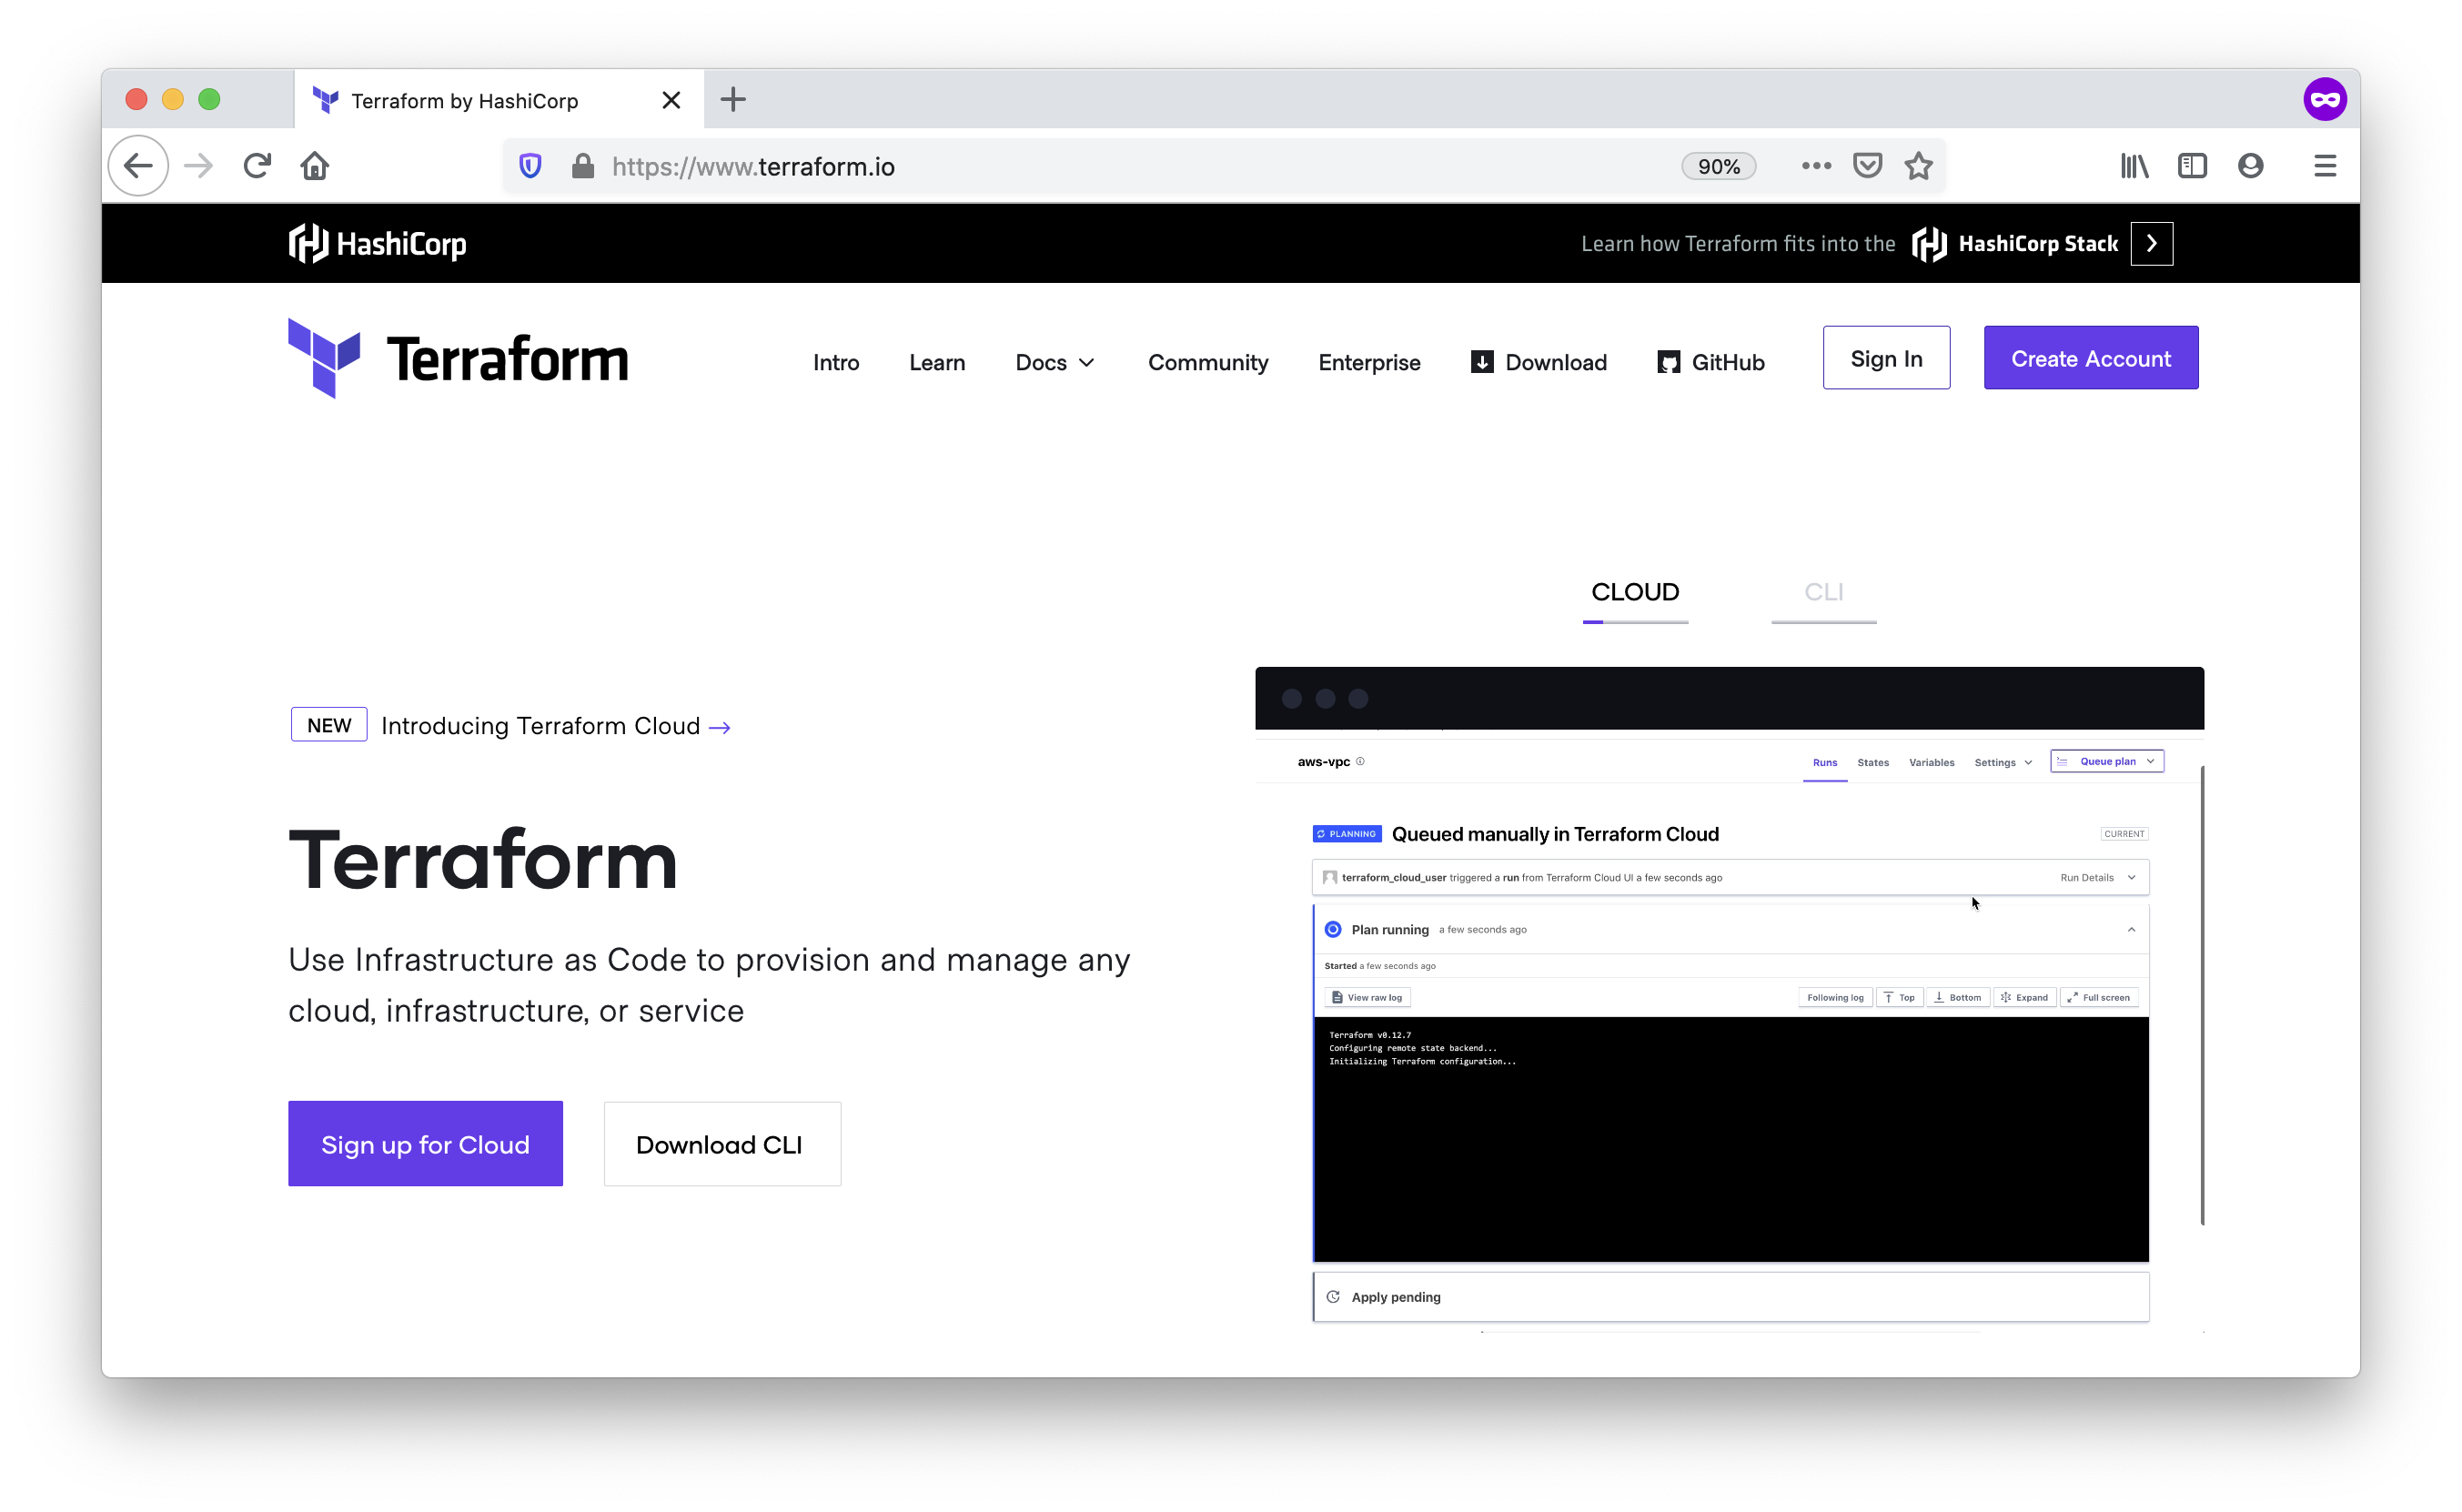 Terraform by HashiCorp
https://www.terraform.io
90%
HashiCorp
Learn how Terraform fits into the HashiCorp Stack
Terraform
Intro Learn Docs Community Enterprise Download GitHub Sign In Create Account
CLOUD CLI
NEW Introducing Terraform Cloud →
Terraform
Use Infrastructure as Code to provision and manage any
cloud, infrastructure, or service
Sign up for Cloud Download CLI
aws-vpc Runs States Variables Settings Queue plan
PLANNING Queued manually in Terraform Cloud CURRENT
terraform_cloud_user triggered a run from Terraform Cloud UI a few seconds ago Run Details
Plan running a few seconds ago
Started a few seconds ago
View raw log Following log Top Bottom Expand Full screen
Terraform v0.12.7
Configuring remote state backend...
Initializing Terraform configuration...
Apply pending